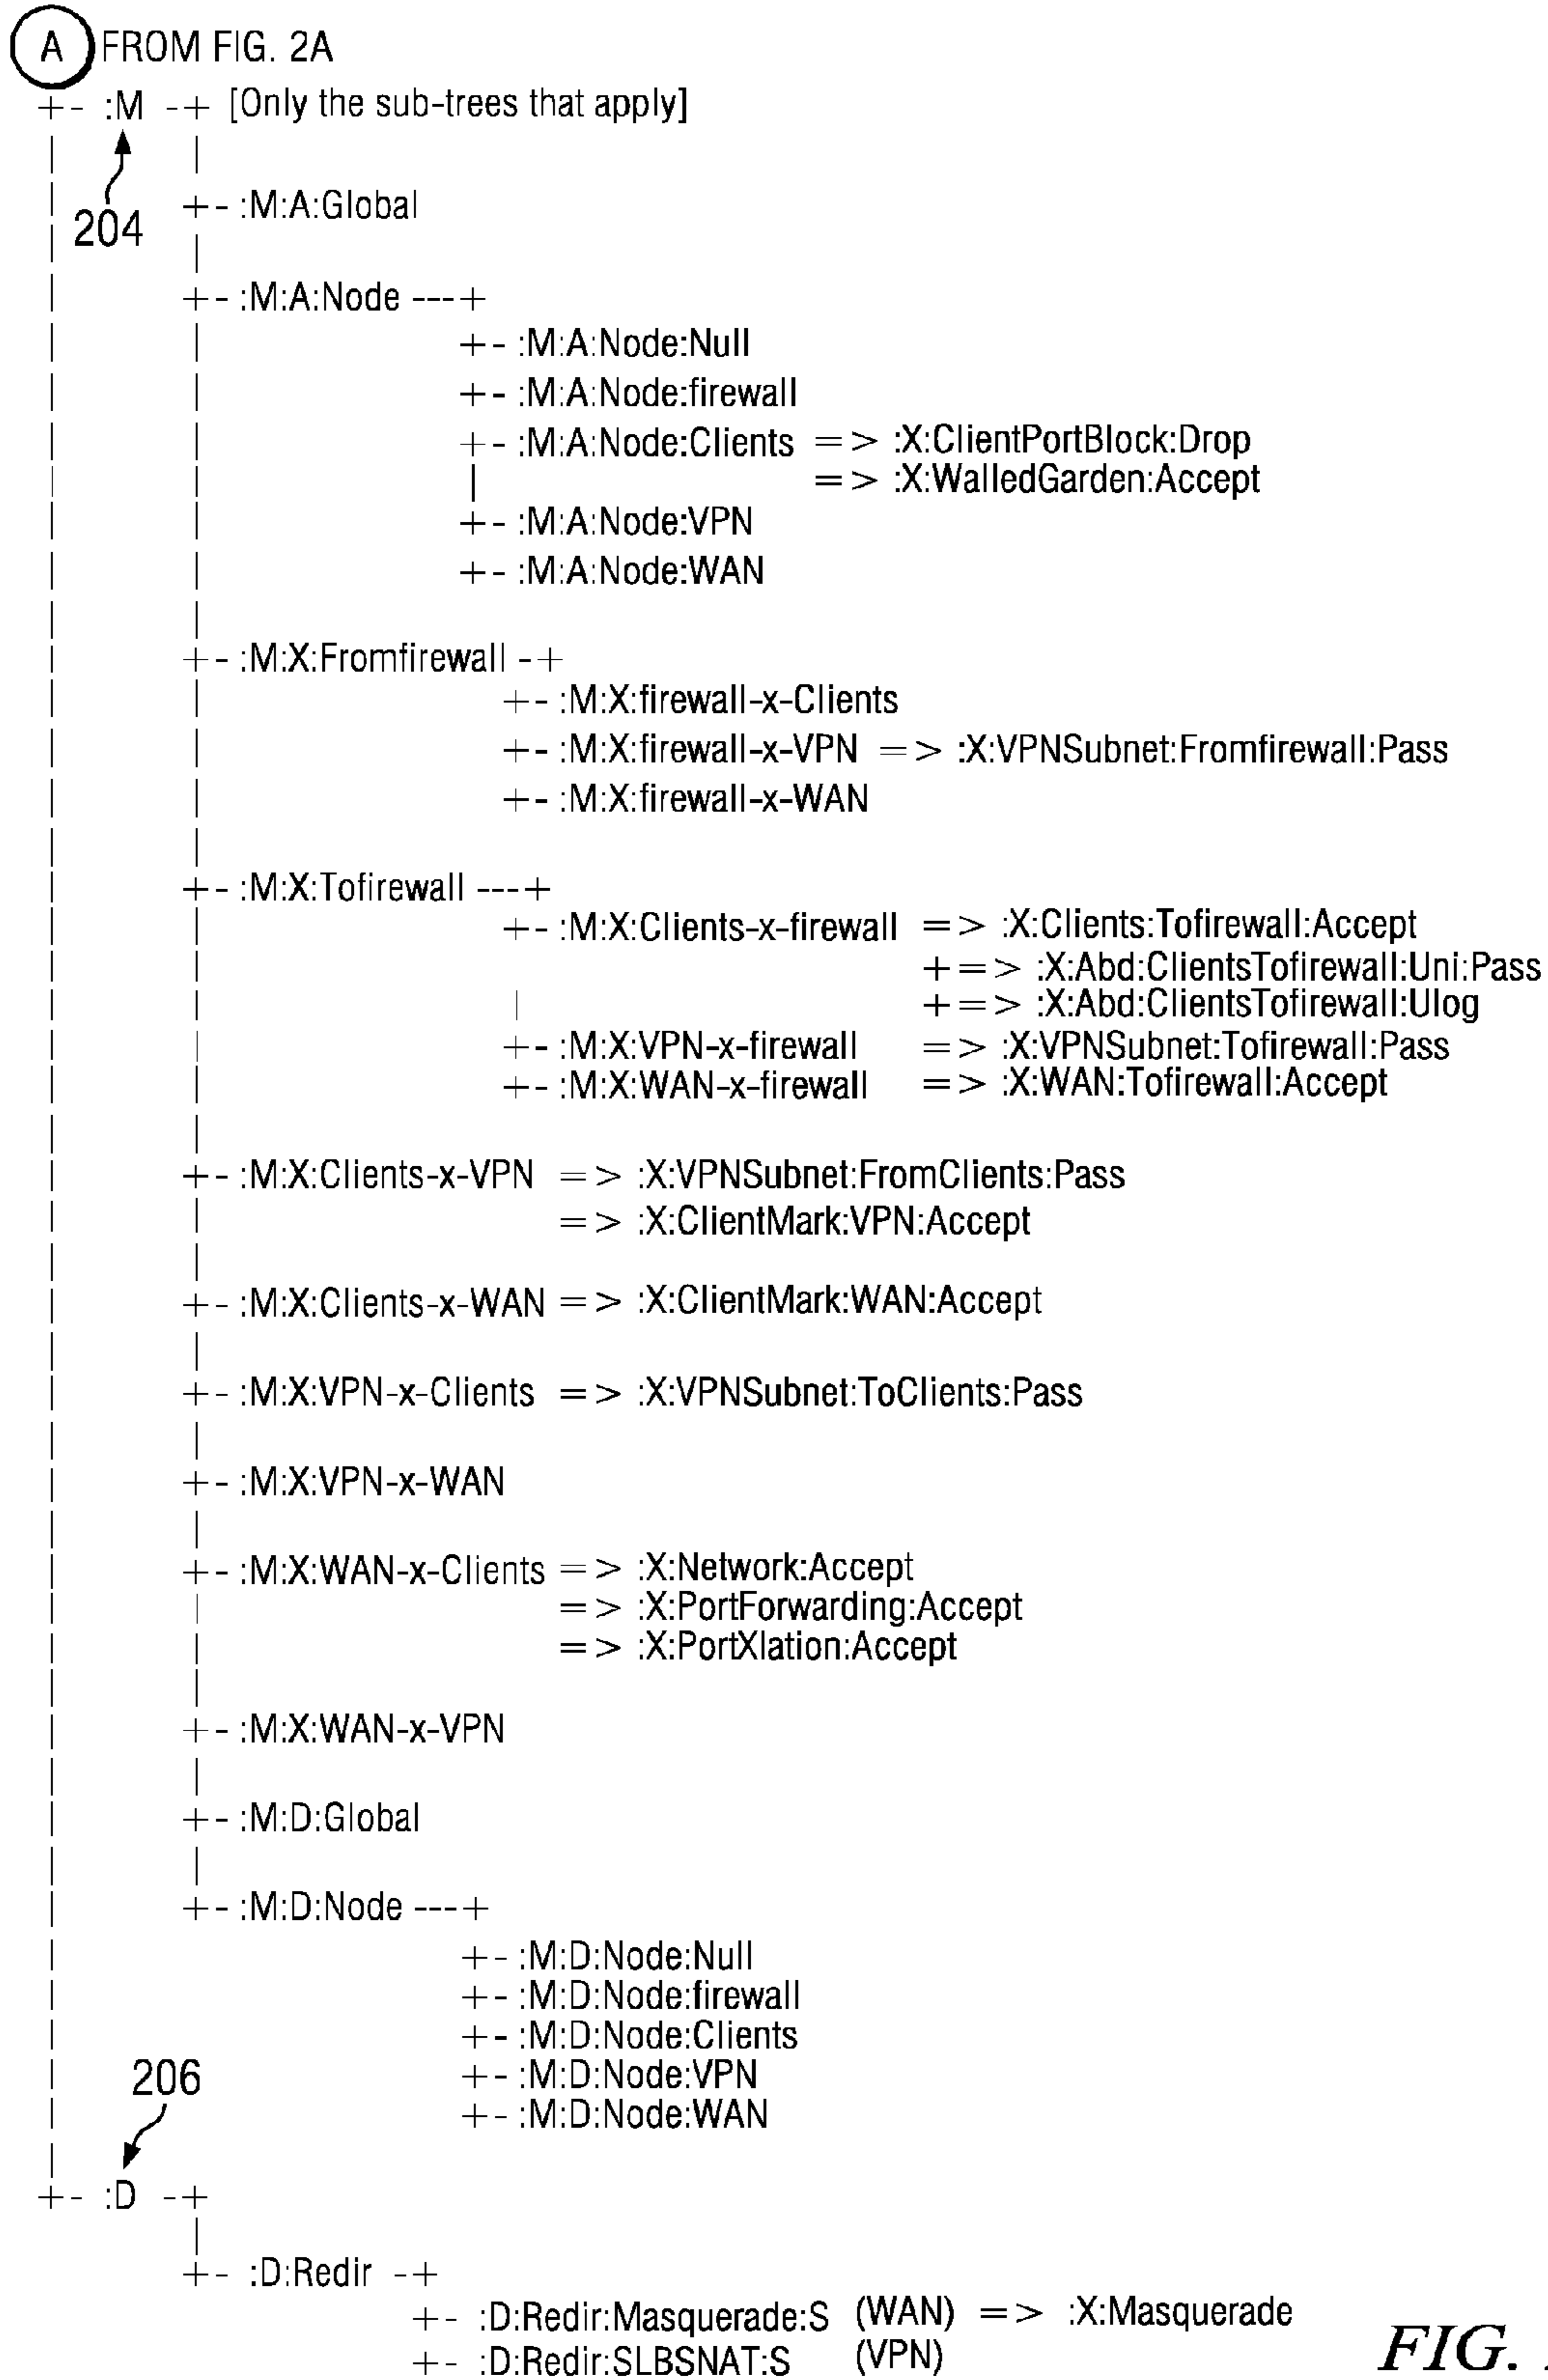 A FROM FIG. 2A
+- :M -+ [Only the sub-trees that apply]
204
+- :M:A:Global
+- :M:A:Node ---+
+- :M:A:Node:Null
+- :M:A:Node:firewall
+- :M:A:Node:Clients => :X:ClientPortBlock:Drop
=> :X:WalledGarden:Accept
+- :M:A:Node:VPN
+- :M:A:Node:WAN
+- :M:X:Fromfirewall -+
+- :M:X:firewall-x-Clients
+- :M:X:firewall-x-VPN => :X:VPNSubnet:Fromfirewall:Pass
+- :M:X:firewall-x-WAN
+- :M:X:Tofirewall ---+
+- :M:X:Clients-x-firewall => :X:Clients:Tofirewall:Accept
+=> :X:Abd:ClientsTofirewall:Uni:Pass
+=> :X:Abd:ClientsTofirewall:Ulog
+- :M:X:VPN-x-firewall => :X:VPNSubnet:Tofirewall:Pass
+- :M:X:WAN-x-firewall => :X:WAN:Tofirewall:Accept
+- :M:X:Clients-x-VPN => :X:VPNSubnet:FromClients:Pass
=> :X:ClientMark:VPN:Accept
+- :M:X:Clients-x-WAN => :X:ClientMark:WAN:Accept
+- :M:X:VPN-x-Clients => :X:VPNSubnet:ToClients:Pass
+- :M:X:VPN-x-WAN
+- :M:X:WAN-x-Clients => :X:Network:Accept
=> :X:PortForwarding:Accept
=> :X:PortXlation:Accept
+- :M:X:WAN-x-VPN
+- :M:D:Global
+- :M:D:Node ---+
+- :M:D:Node:Null
+- :M:D:Node:firewall
+- :M:D:Node:Clients
+- :M:D:Node:VPN
+- :M:D:Node:WAN
206
+- :D -+
+- :D:Redir -+
+- :D:Redir:Masquerade:S (WAN) => :X:Masquerade
+- :D:Redir:SLBSNAT:S (VPN)
FIG.